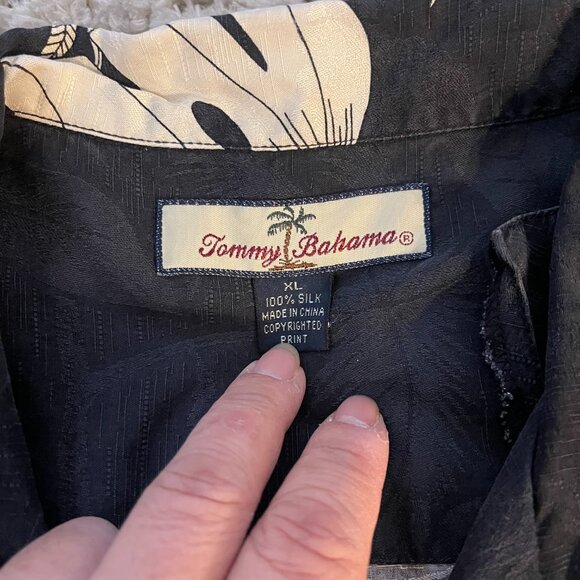 Tommy Bahama®
XL
100% SILK
MADE IN CHINA
COPYRIGHTED
PRINT